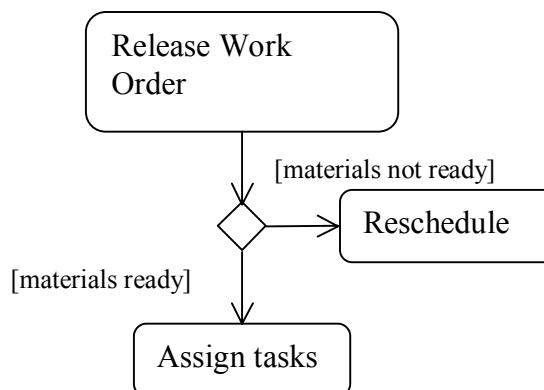 Release Work
Order
[materials not ready]
Reschedule
[materials ready]
Assign tasks